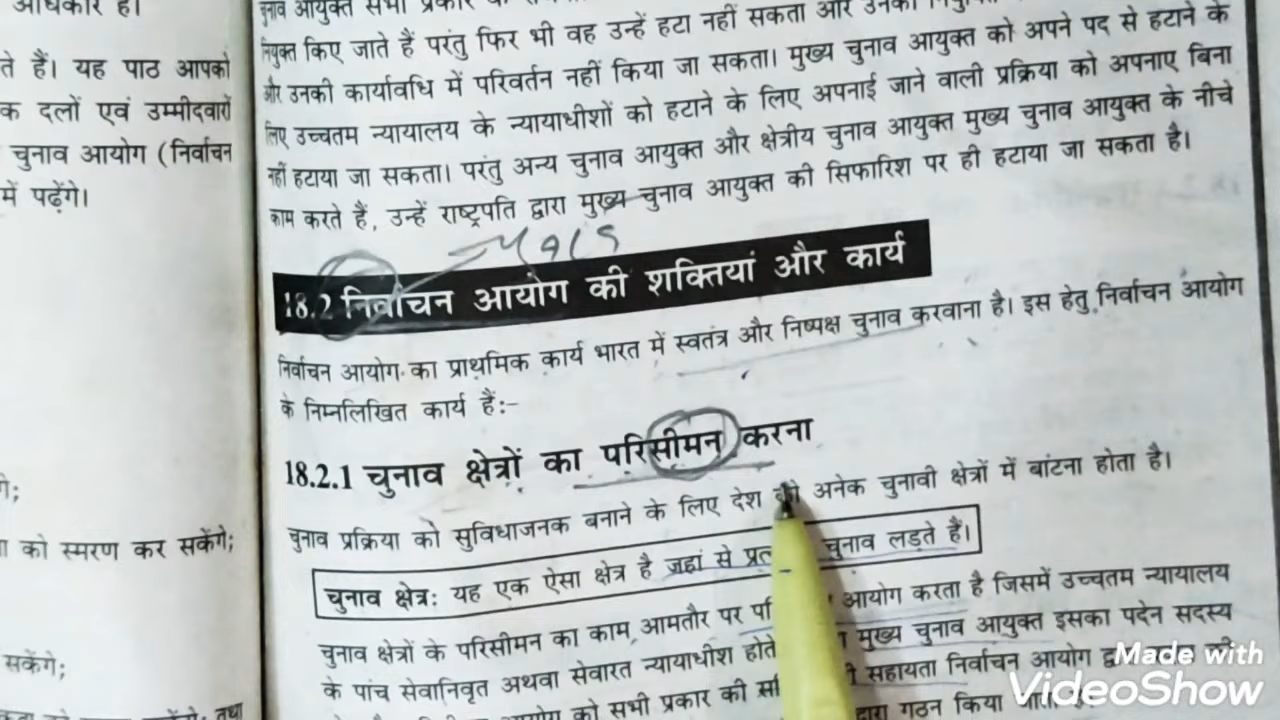 अधिकार है।
ते हैं। यह पाठ आपको
क दलों एवं उम्मीदवारों
चुनाव आयोग (निर्वाचन
में पढ़ेंगे।
को स्मरण कर सकेंगे;
सकेंगे;
चुनाव आयुक्त सभी प्रकार
नियुक्त किए जाते हैं परंतु फिर भी वह उन्हें हटा नहीं सकता और उनकी
और उनकी कार्यावधि में परिवर्तन नहीं किया जा सकता। मुख्य चुनाव आयुक्त को अपने पद से हटाने के
लिए उच्चतम न्यायालय के न्यायाधीशों को हटाने के लिए अपनाई जाने वाली प्रक्रिया को अपनाए बिना
नहीं हटाया जा सकता। परंतु अन्य चुनाव आयुक्त और क्षेत्रीय चुनाव आयुक्त मुख्य चुनाव आयुक्त के नीचे
काम करते हैं, उन्हें राष्ट्रपति द्वारा मुख्य चुनाव आयुक्त की सिफारिश पर ही हटाया जा सकता है।
18.2 निर्वाचन आयोग की शक्तियां और कार्य
निर्वाचन आयोग का प्राथमिक कार्य भारत में स्वतंत्र और निष्पक्ष चुनाव करवाना है। इस हेतु निर्वाचन आयोग
के निम्नलिखित कार्य हैं:–
18.2.1 चुनाव क्षेत्रों का परिसीमन करना
चुनाव प्रक्रिया को सुविधाजनक बनाने के लिए देश को अनेक चुनावी क्षेत्रों में बांटना होता है।
चुनाव क्षेत्र: यह एक ऐसा क्षेत्र है जहां से चुनाव लड़ते हैं।
चुनाव क्षेत्रों के परिसीमन का काम आमतौर पर आयोग करता है जिसमें उच्चतम न्यायालय
के पांच सेवानिवृत अथवा सेवारत न्यायाधीश होते मुख्य चुनाव आयुक्त इसका पदेन सदस्य
आयोग को सभी प्रकार की सहायता निर्वाचन आयोग
द्वारा गठन किया
Made with
VideoShow